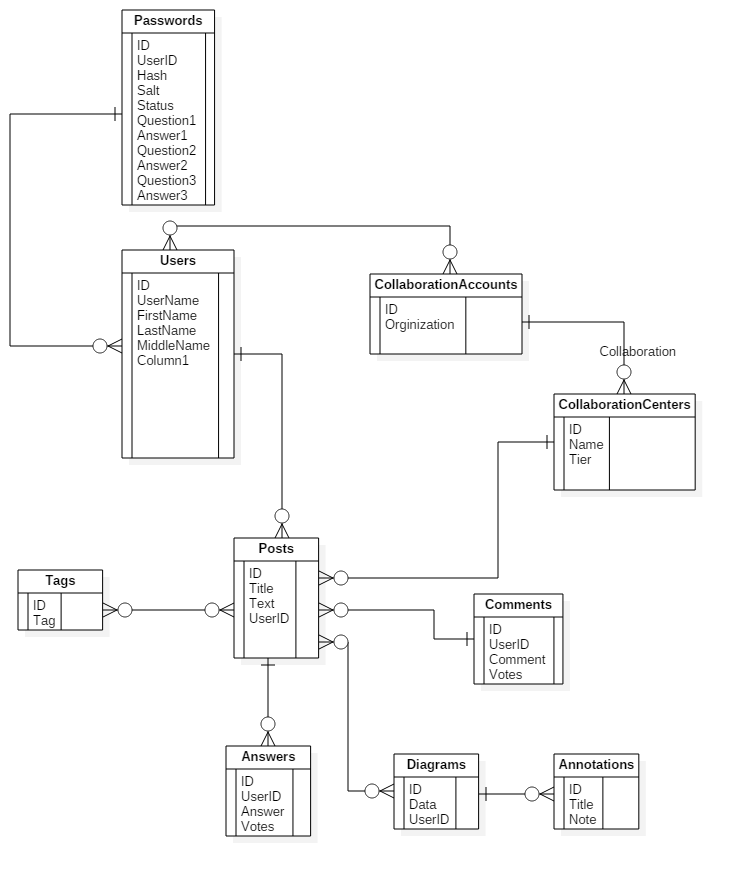 Passwords
ID
UserID
Hash
Salt
Status
Question1
Answer1
Question2
Answer2
Question3
Answer3
Users
ID
UserName
FirstName
LastName
MiddleName
Column1
CollaborationAccounts
ID
Orginization
Collaboration
CollaborationCenters
ID
Name
Tier
Posts
ID
Title
Text
UserID
Tags
ID
Tag
Comments
ID
UserID
Comment
Votes
Answers
ID
UserID
Answer
Votes
Diagrams
ID
Data
UserID
Annotations
ID
Title
Note